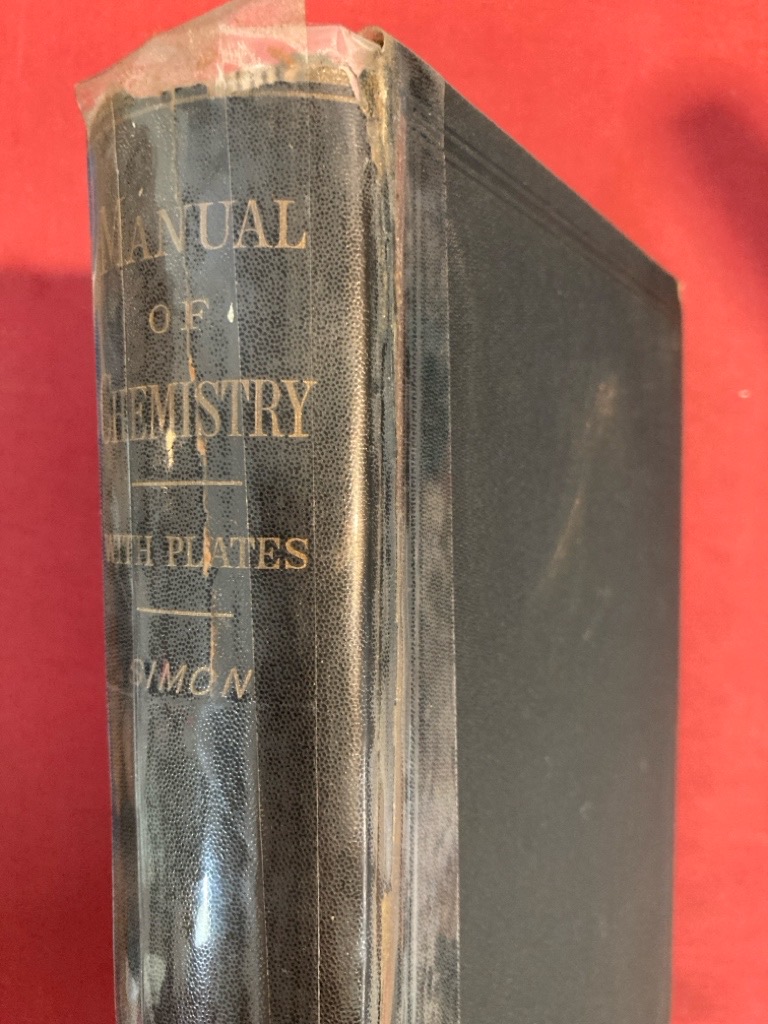 MANUAL
OF
CHEMISTRY
WITH PLATES
SIMON